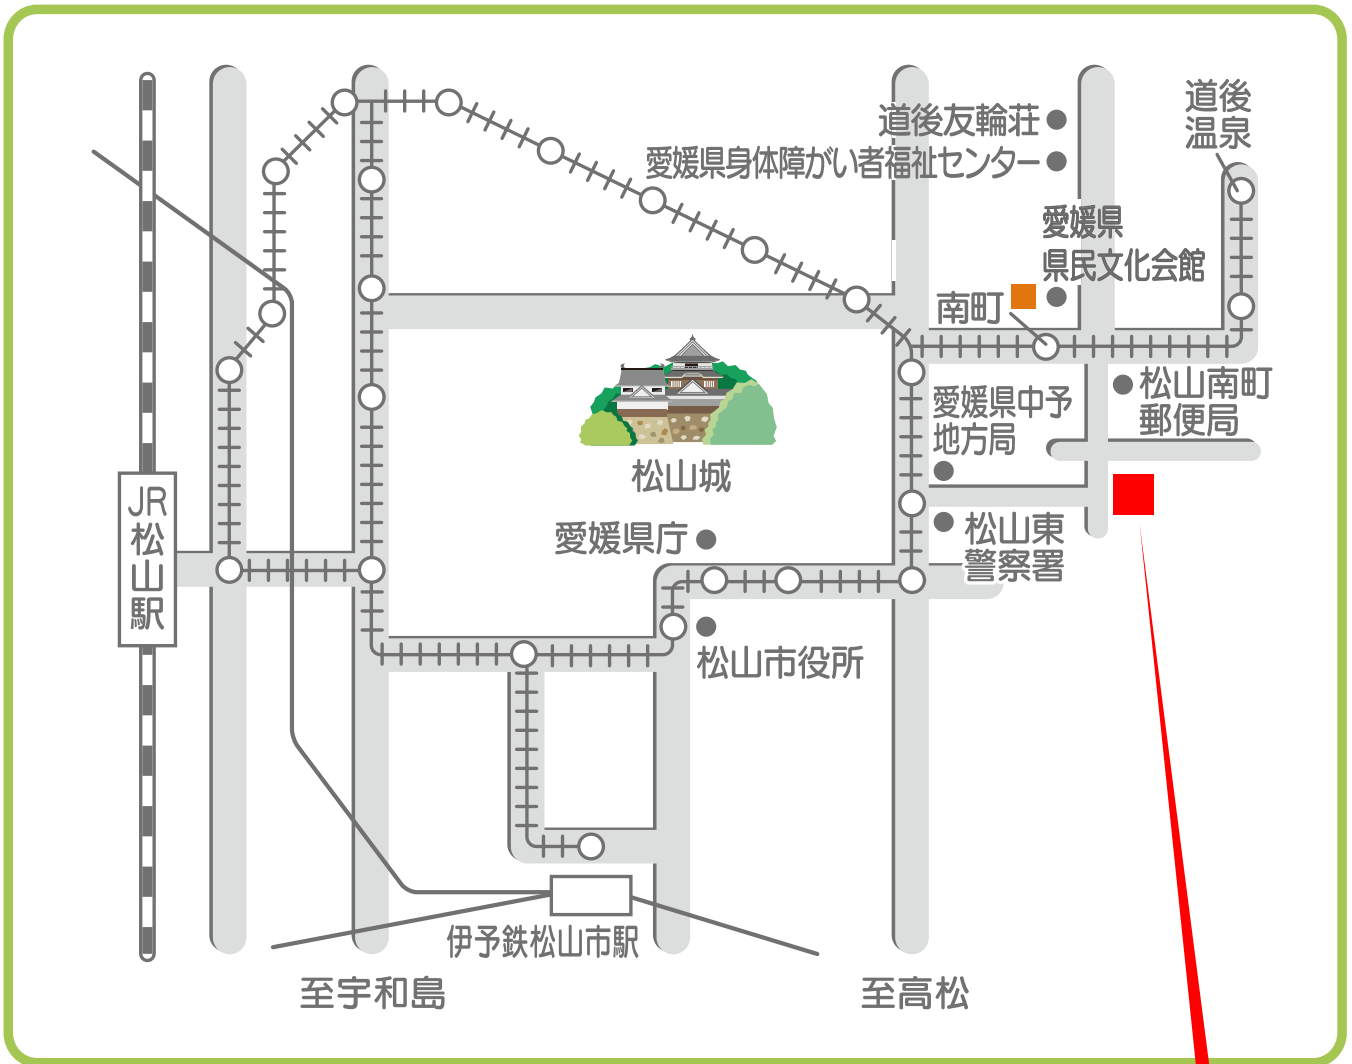 道後
温泉
道後友輪荘
愛媛県身体障がい者福祉センター
愛媛県
県民文化会館
南町
松山南町
郵便局
愛媛県中予
地方局
松山城
愛媛県庁
松山東
警察署
JR
松
山
駅
松山市役所
伊予鉄松山市駅
至宇和島
至高松